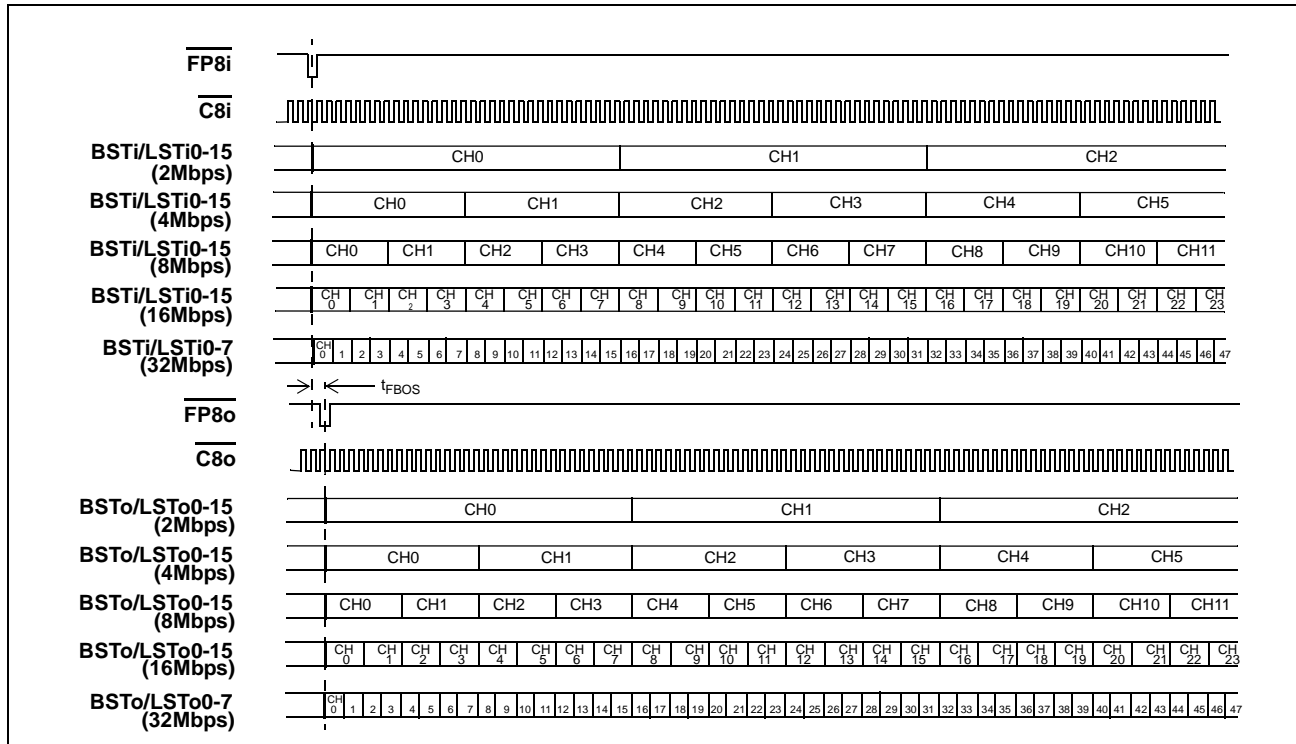 FP8i
C8i
BSTi/LSTi0-15
(2Mbps)
CH0 CH1 CH2
BSTi/LSTi0-15
(4Mbps)
CH0 CH1 CH2 CH3 CH4 CH5
BSTi/LSTi0-15
(8Mbps)
CH0 CH1 CH2 CH3 CH4 CH5 CH6 CH7 CH8 CH9 CH10 CH11
BSTi/LSTi0-15
(16Mbps)
CH CH CH CH CH CH CH CH CH CH CH CH CH CH CH CH CH CH CH CH CH CH CH CH
0 1 2 3 4 5 6 7 8 9 10 11 12 13 14 15 16 17 18 19 20 21 22 23
BSTi/LSTi0-7
(32Mbps)
CH
0 1 2 3 4 5 6 7 8 9 10 11 12 13 14 15 16 17 18 19 20 21 22 23 24 25 26 27 28 29 30 31 32 33 34 35 36 37 38 39 40 41 42 43 44 45 46 47
tFBOS
FP8o
C8o
BSTo/LSTo0-15
(2Mbps)
CH0 CH1 CH2
BSTo/LSTo0-15
(4Mbps)
CH0 CH1 CH2 CH3 CH4 CH5
BSTo/LSTo0-15
(8Mbps)
CH0 CH1 CH2 CH3 CH4 CH5 CH6 CH7 CH8 CH9 CH10 CH11
BSTo/LSTo0-15
(16Mbps)
CH CH CH CH CH CH CH CH CH CH CH CH CH CH CH CH CH CH CH CH CH CH CH CH
0 1 2 3 4 5 6 7 8 9 10 11 12 13 14 15 16 17 18 19 20 21 22 23
BSTo/LSTo0-7
(32Mbps)
CH
0 1 2 3 4 5 6 7 8 9 10 11 12 13 14 15 16 17 18 19 20 21 22 23 24 25 26 27 28 29 30 31 32 33 34 35 36 37 38 39 40 41 42 43 44 45 46 47